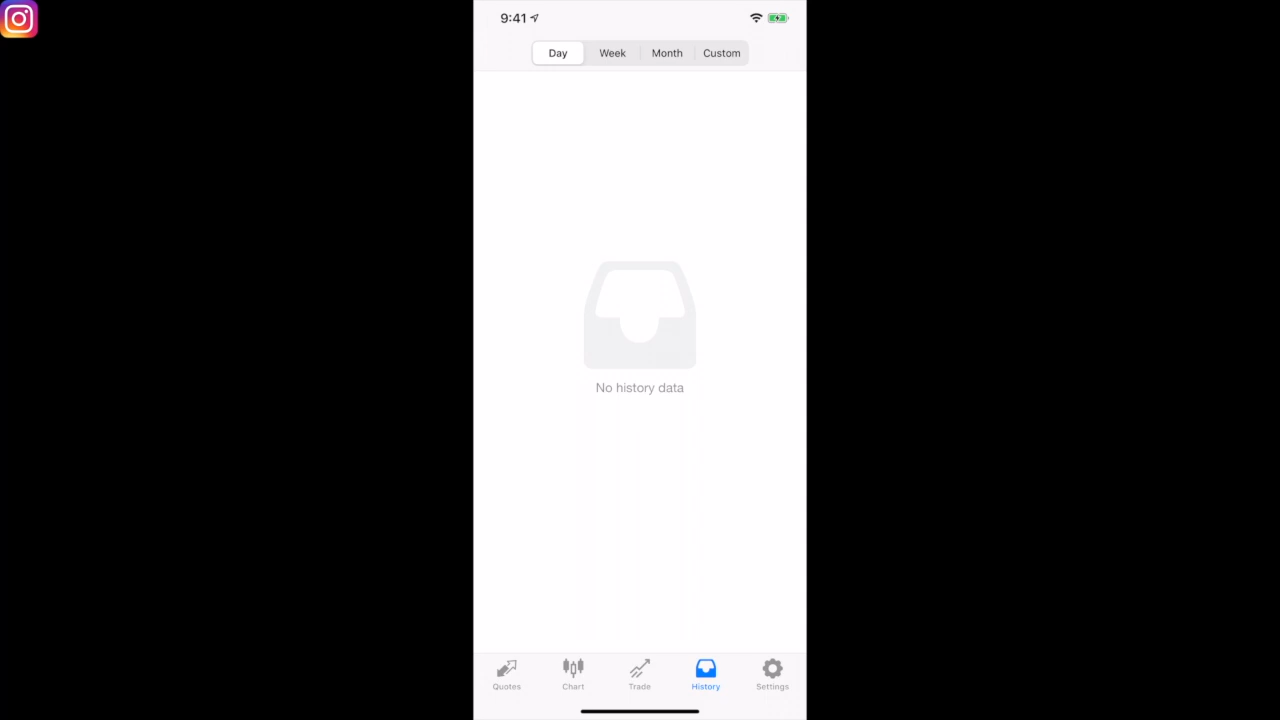 9:41
Day Week Month Custom
No history data
Quotes Chart Trade History Settings